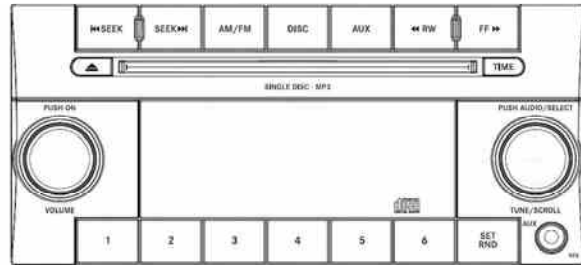 ⏮SEEK SEEK⏭ AM/FM DISC AUX ◀◀ RW FF ▶▶
TIME
SINGLE DISC - MP3
PUSH ON PUSH AUDIO/SELECT
VOLUME TUNE/SCROLL
1 2 3 4 5 6 SET RND AUX